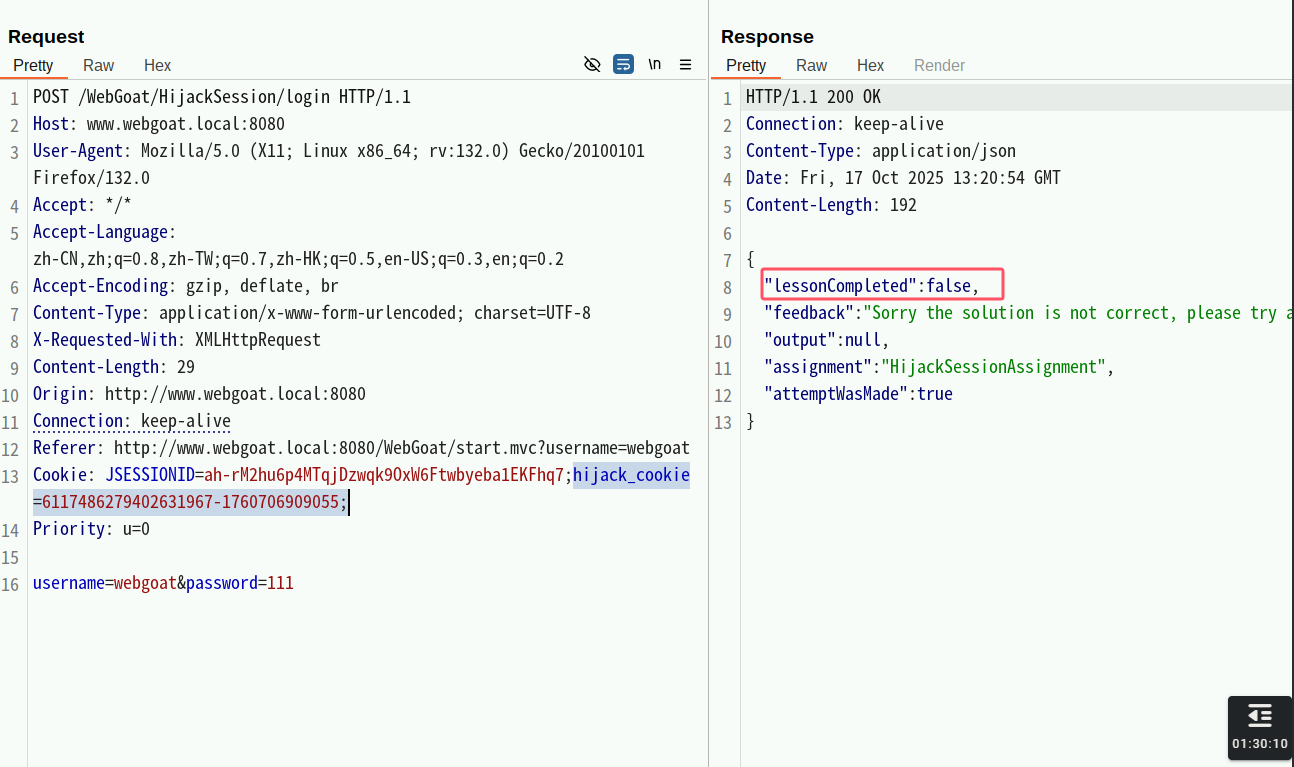 Request
Pretty Raw Hex
\n
1 POST /WebGoat/HijackSession/login HTTP/1.1
2 Host: www.webgoat.local:8080
3 User-Agent: Mozilla/5.0 (X11; Linux x86_64; rv:132.0) Gecko/20100101
Firefox/132.0
4 Accept: */*
5 Accept-Language:
zh-CN,zh;q=0.8,zh-TW;q=0.7,zh-HK;q=0.5,en-US;q=0.3,en;q=0.2
6 Accept-Encoding: gzip, deflate, br
7 Content-Type: application/x-www-form-urlencoded; charset=UTF-8
8 X-Requested-With: XMLHttpRequest
9 Content-Length: 29
10 Origin: http://www.webgoat.local:8080
11 Connection: keep-alive
12 Referer: http://www.webgoat.local:8080/WebGoat/start.mvc?username=webgoat
13 Cookie: JSESSIONID=ah-rM2hu6p4MTqjDzwqk9OxW6Ftwbyeba1EKFhq7;hijack_cookie
=6117486279402631967-1760706909055;
14 Priority: u=0
15
16 username=webgoat&password=111
Response
Pretty Raw Hex Render
1 HTTP/1.1 200 OK
2 Connection: keep-alive
3 Content-Type: application/json
4 Date: Fri, 17 Oct 2025 13:20:54 GMT
5 Content-Length: 192
6
7 {
8 "lessonCompleted":false,
9 "feedback":"Sorry the solution is not correct, please try a
10 "output":null,
11 "assignment":"HijackSessionAssignment",
12 "attemptWasMade":true
13 }
01:30:10